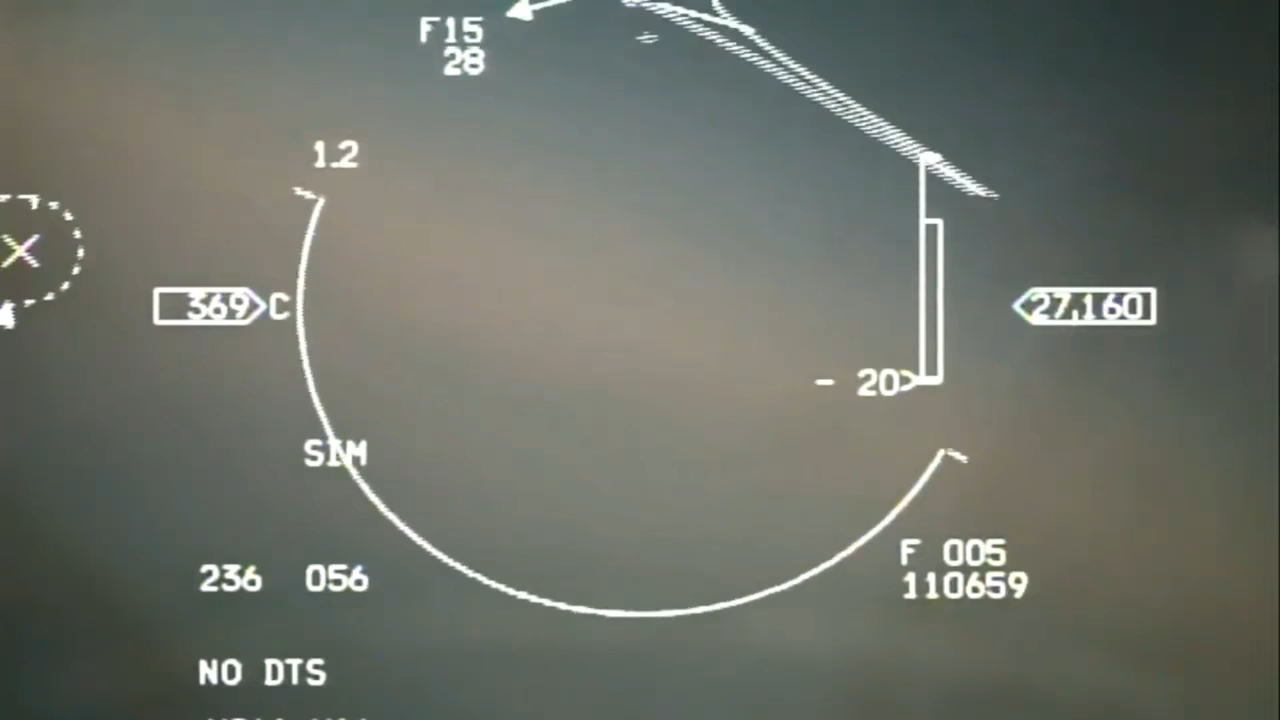 F15
28
1.2
369 C
27,160
- 20
SIM
F 005
110659
236 056
NO DTS